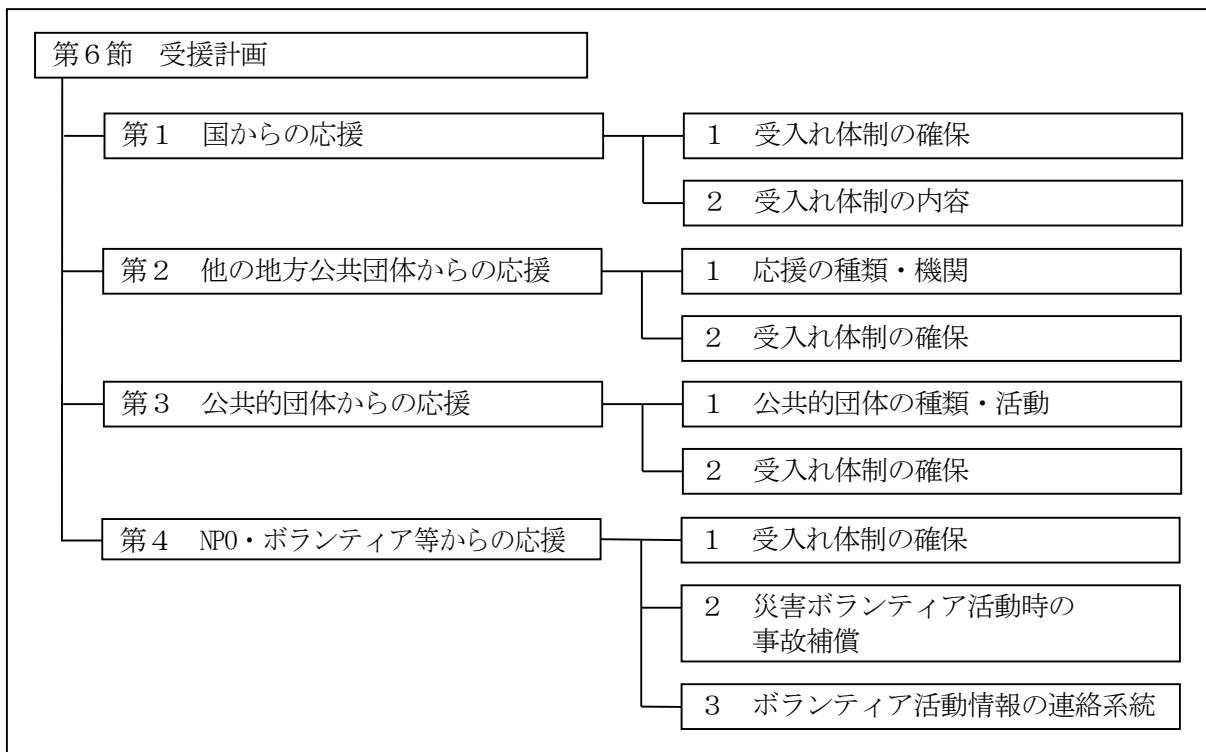 第６節　受援計画
第１　国からの応援
１　受入れ体制の確保
２　受入れ体制の内容
第２　他の地方公共団体からの応援
１　応援の種類・機関
２　受入れ体制の確保
第３　公共的団体からの応援
１　公共的団体の種類・活動
２　受入れ体制の確保
第４　NPO・ボランティア等からの応援
１　受入れ体制の確保
２　災害ボランティア活動時の
事故補償
３　ボランティア活動情報の連絡系統